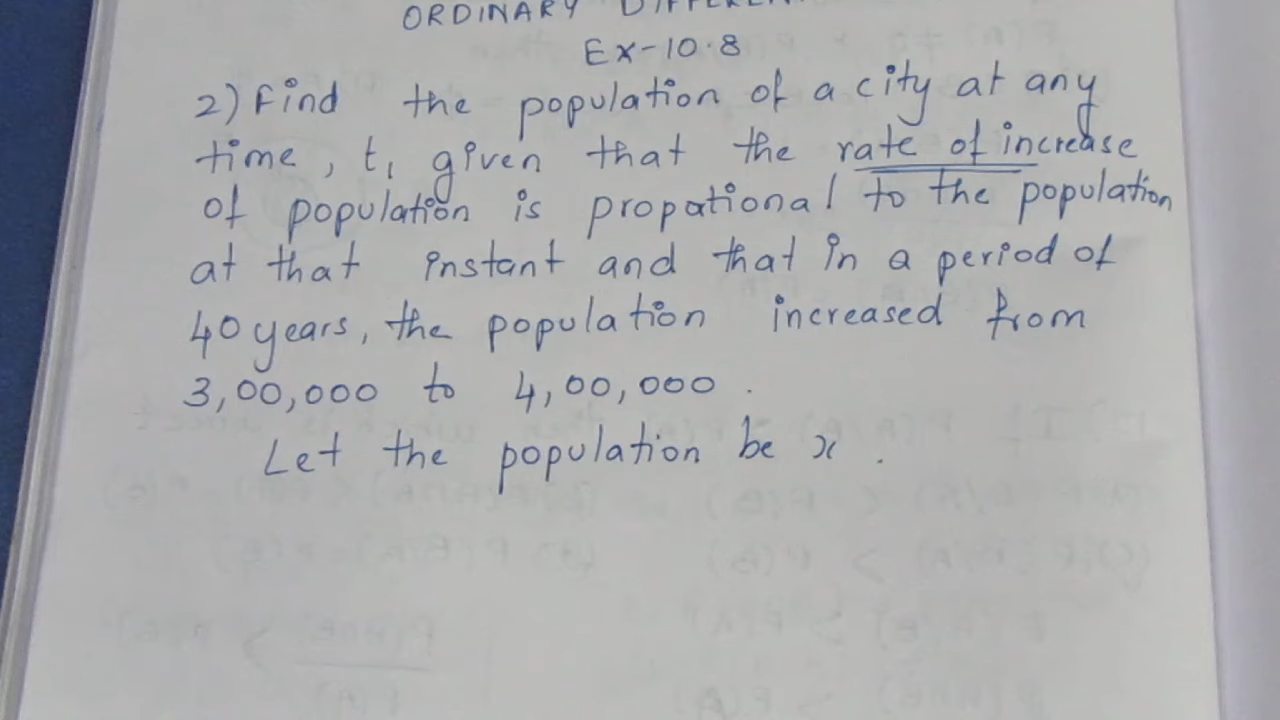 ORDINARY
Ex-10.8
2) Find the population of a city at any
time, t, given that the rate of increase
of population is propational to the population
at that instant and that in a period of
40 years, the population increased from
3,00,000 to 4,00,000.
Let the population be x.